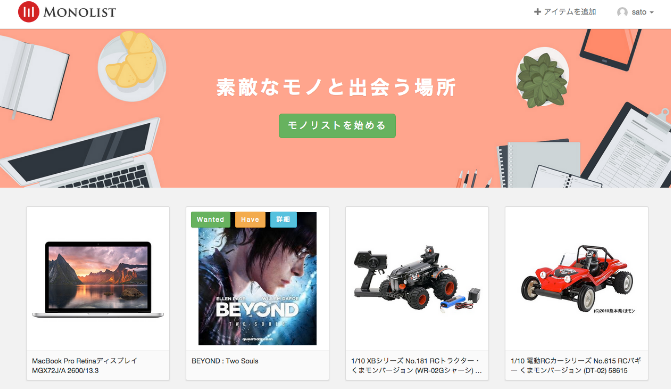 MONOLIST
アイテムを追加
sato
素敵なモノと出会う場所
モノリストを始める
Wanted
Have
詳細
BEYOND
TWO SOULS
MacBook Pro Retinaディスプレイ
MGX72J/A 2600/13.3
BEYOND : Two Souls
1/10 XBシリーズ No.181 RCトラクター・
くまモンバージョン (WR-02Gシャーシ) ...
1/10 電動RCカーシリーズ No.615 RCバギ
ー くまモンバージョン (DT-02) 58615